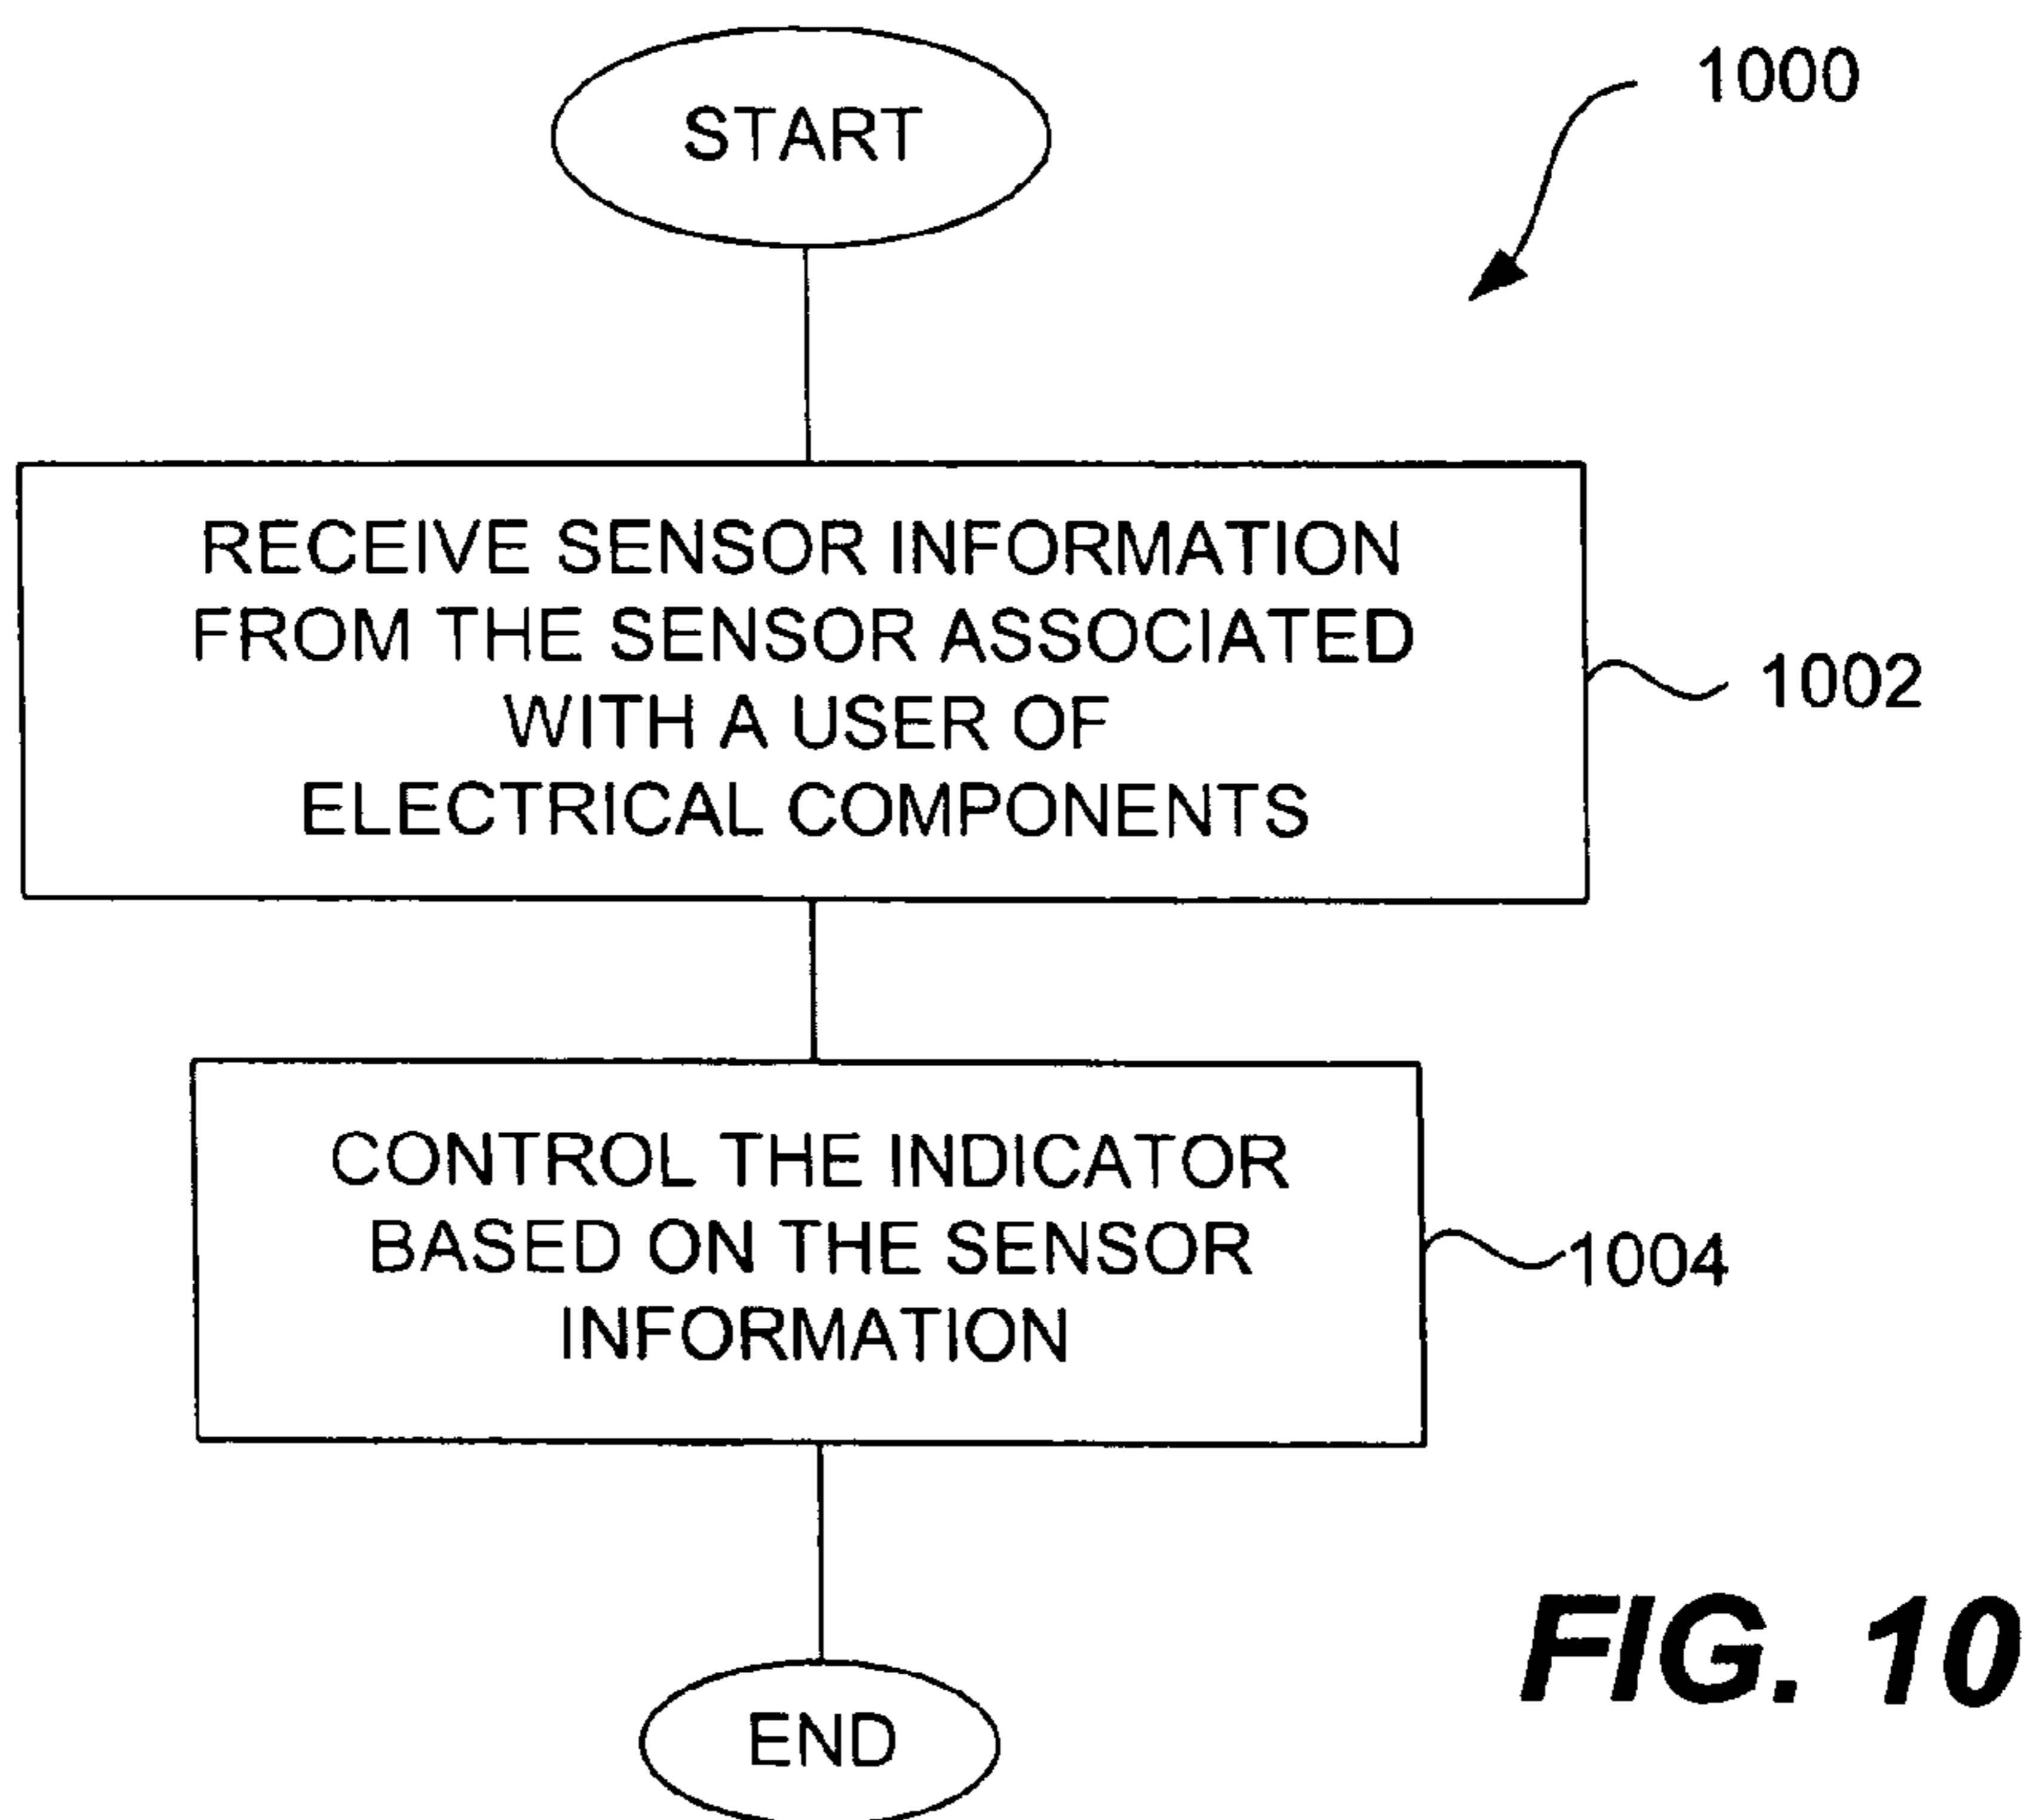 START
1000
RECEIVE SENSOR INFORMATION
FROM THE SENSOR ASSOCIATED
WITH A USER OF
ELECTRICAL COMPONENTS
1002
CONTROL THE INDICATOR
BASED ON THE SENSOR
INFORMATION
1004
END
FIG. 10